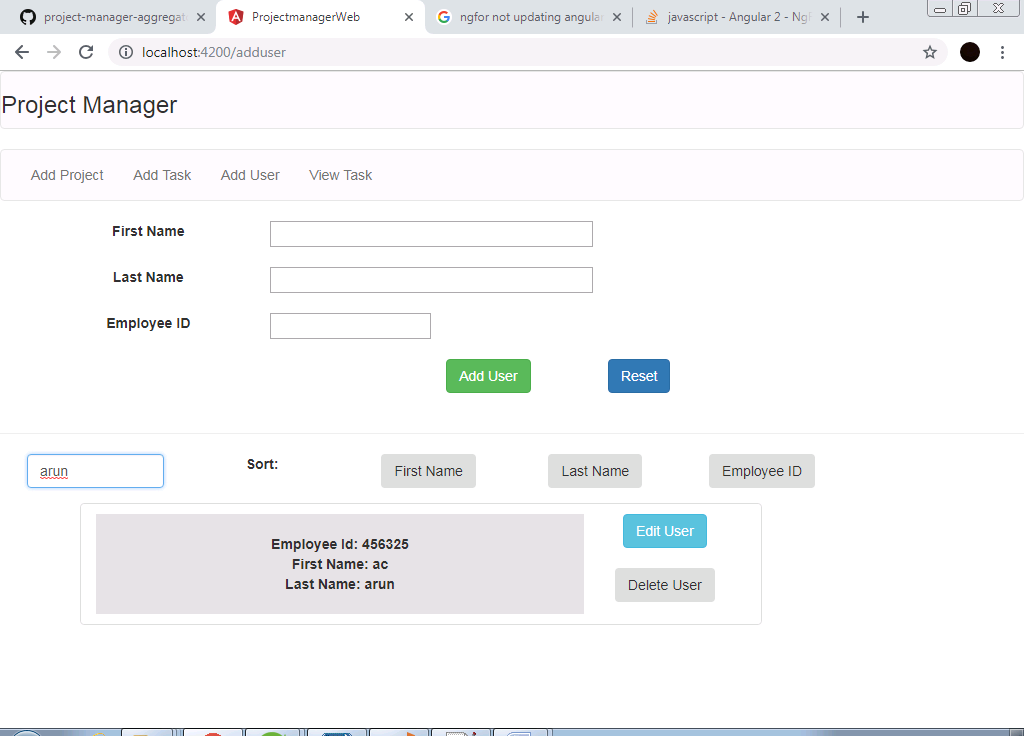 project-manager-aggregat
ProjectmanagerWeb
ngfor not updating angula
javascript - Angular 2 - Ngf
localhost:4200/adduser
Project Manager
Add Project Add Task Add User View Task
First Name
Last Name
Employee ID
Add User Reset
arun Sort: First Name Last Name Employee ID
Employee Id: 456325
First Name: ac
Last Name: arun
Edit User
Delete User